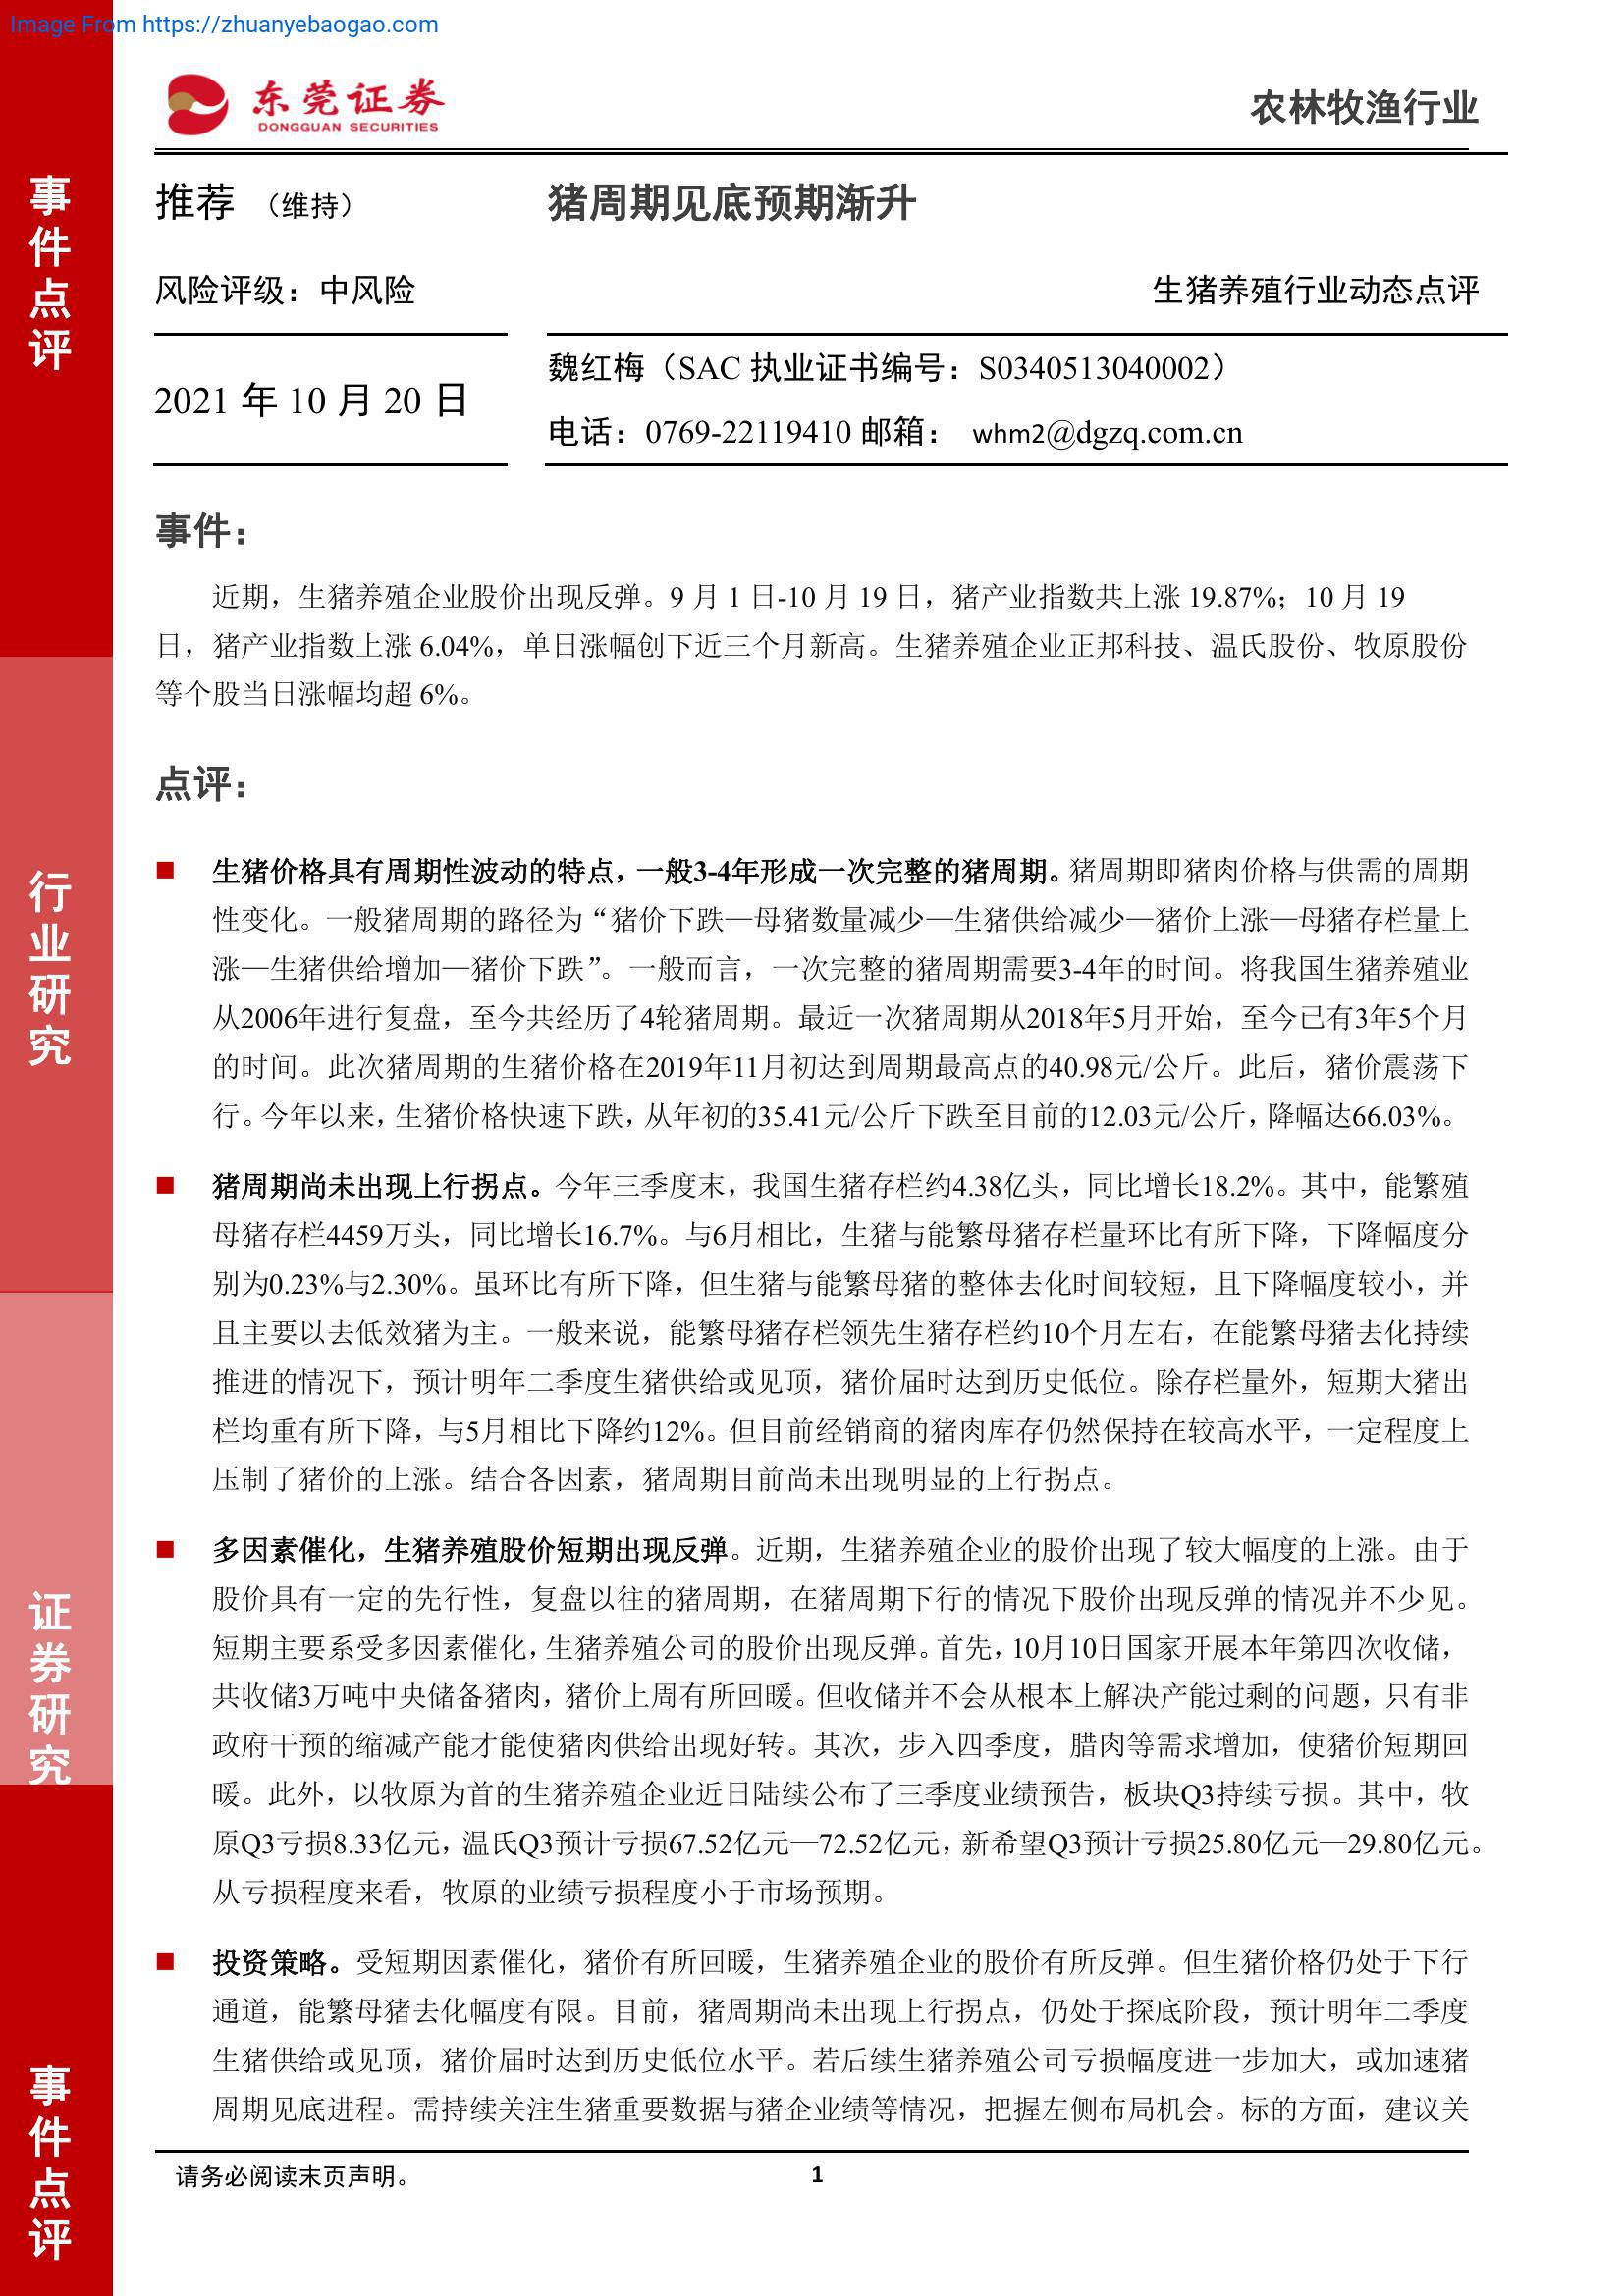 Image From https://zhuanyebaogao.com
东莞证券
DONGGUAN SECURITIES
农林牧渔行业
事件点评
行业研究
证券研究
事件点评
推荐 （维持）
猪周期见底预期渐升
风险评级：中风险
生猪养殖行业动态点评
2021 年 10 月 20 日
魏红梅（SAC 执业证书编号：S0340513040002）
电话：0769-22119410 邮箱： whm2@dgzq.com.cn
事件：
近期，生猪养殖企业股价出现反弹。9 月 1 日-10 月 19 日，猪产业指数共上涨 19.87%；10 月 19
日，猪产业指数上涨 6.04%，单日涨幅创下近三个月新高。生猪养殖企业正邦科技、温氏股份、牧原股份
等个股当日涨幅均超 6%。
点评：
■ 生猪价格具有周期性波动的特点，一般3-4年形成一次完整的猪周期。猪周期即猪肉价格与供需的周期
性变化。一般猪周期的路径为“猪价下跌—母猪数量减少—生猪供给减少—猪价上涨—母猪存栏量上
涨—生猪供给增加—猪价下跌”。一般而言，一次完整的猪周期需要3-4年的时间。将我国生猪养殖业
从2006年进行复盘，至今共经历了4轮猪周期。最近一次猪周期从2018年5月开始，至今已有3年5个月
的时间。此次猪周期的生猪价格在2019年11月初达到周期最高点的40.98元/公斤。此后，猪价震荡下
行。今年以来，生猪价格快速下跌，从年初的35.41元/公斤下跌至目前的12.03元/公斤，降幅达66.03%。
■ 猪周期尚未出现上行拐点。今年三季度末，我国生猪存栏约4.38亿头，同比增长18.2%。其中，能繁殖
母猪存栏4459万头，同比增长16.7%。与6月相比，生猪与能繁母猪存栏量环比有所下降，下降幅度分
别为0.23%与2.30%。虽环比有所下降，但生猪与能繁母猪的整体去化时间较短，且下降幅度较小，并
且主要以去低效猪为主。一般来说，能繁母猪存栏领先生猪存栏约10个月左右，在能繁母猪去化持续
推进的情况下，预计明年二季度生猪供给或见顶，猪价届时达到历史低位。除存栏量外，短期大猪出
栏均重有所下降，与5月相比下降约12%。但目前经销商的猪肉库存仍然保持在较高水平，一定程度上
压制了猪价的上涨。结合各因素，猪周期目前尚未出现明显的上行拐点。
■ 多因素催化，生猪养殖股价短期出现反弹。近期，生猪养殖企业的股价出现了较大幅度的上涨。由于
股价具有一定的先行性，复盘以往的猪周期，在猪周期下行的情况下股价出现反弹的情况并不少见。
短期主要系受多因素催化，生猪养殖公司的股价出现反弹。首先，10月10日国家开展本年第四次收储，
共收储3万吨中央储备猪肉，猪价上周有所回暖。但收储并不会从根本上解决产能过剩的问题，只有非
政府干预的缩减产能才能使猪肉供给出现好转。其次，步入四季度，腊肉等需求增加，使猪价短期回
暖。此外，以牧原为首的生猪养殖企业近日陆续公布了三季度业绩预告，板块Q3持续亏损。其中，牧
原Q3亏损8.33亿元，温氏Q3预计亏损67.52亿元—72.52亿元，新希望Q3预计亏损25.80亿元—29.80亿元。
从亏损程度来看，牧原的业绩亏损程度小于市场预期。
■ 投资策略。受短期因素催化，猪价有所回暖，生猪养殖企业的股价有所反弹。但生猪价格仍处于下行
通道，能繁母猪去化幅度有限。目前，猪周期尚未出现上行拐点，仍处于探底阶段，预计明年二季度
生猪供给或见顶，猪价届时达到历史低位水平。若后续生猪养殖公司亏损幅度进一步加大，或加速猪
周期见底进程。需持续关注生猪重要数据与猪企业绩等情况，把握左侧布局机会。标的方面，建议关
请务必阅读末页声明。
1